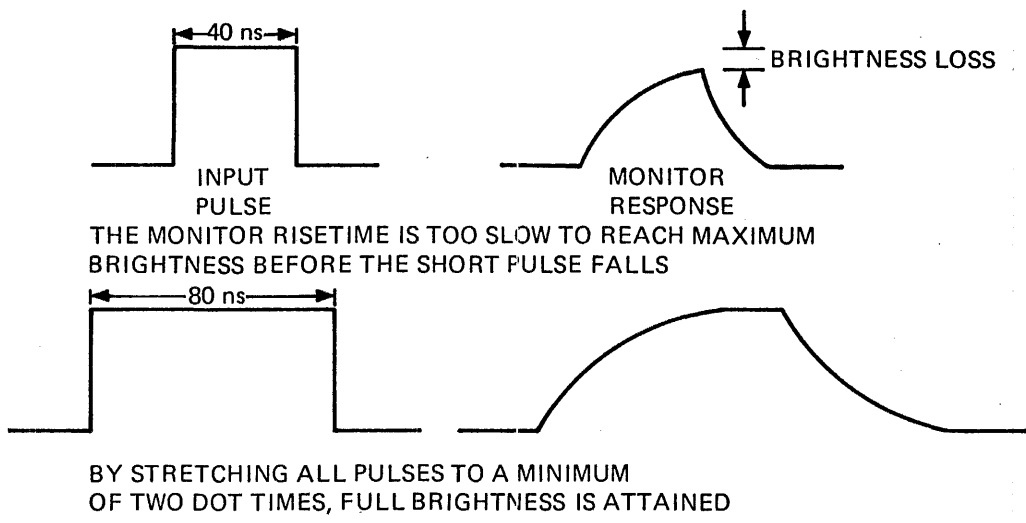 40 ns
BRIGHTNESS LOSS
INPUT
PULSE
MONITOR
RESPONSE
THE MONITOR RISETIME IS TOO SLOW TO REACH MAXIMUM
BRIGHTNESS BEFORE THE SHORT PULSE FALLS
80 ns
BY STRETCHING ALL PULSES TO A MINIMUM
OF TWO DOT TIMES, FULL BRIGHTNESS IS ATTAINED